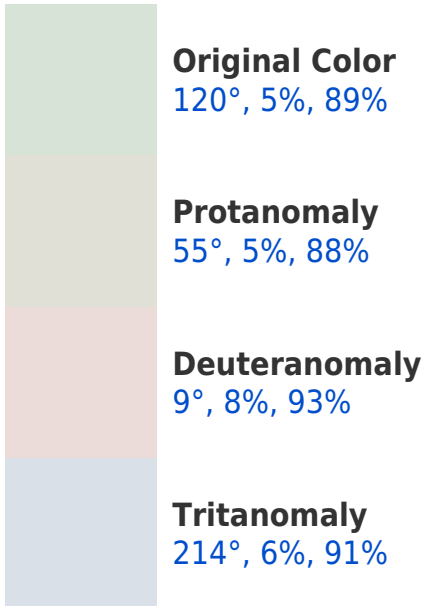 Original Color
120°, 5%, 89%
Protanomaly
55°, 5%, 88%
Deuteranomaly
9°, 8%, 93%
Tritanomaly
214°, 6%, 91%